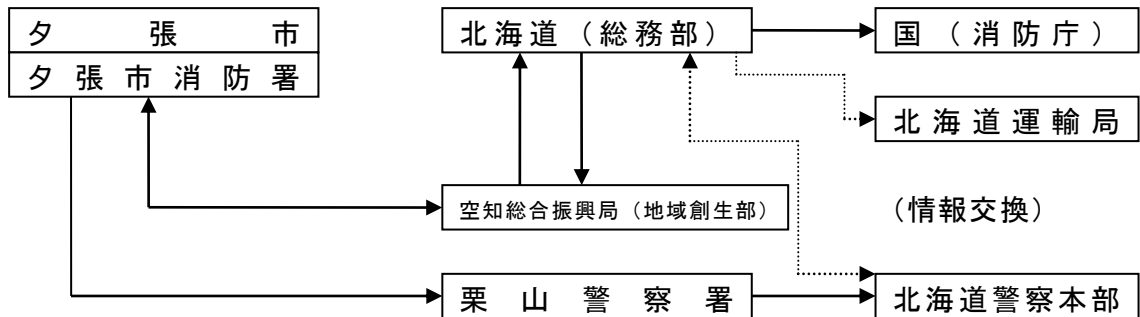 夕張市
夕張市消防署
北海道（総務部）
国（消防庁）
北海道運輸局
空知総合振興局（地域創生部）
（情報交換）
栗山警察署
北海道警察本部